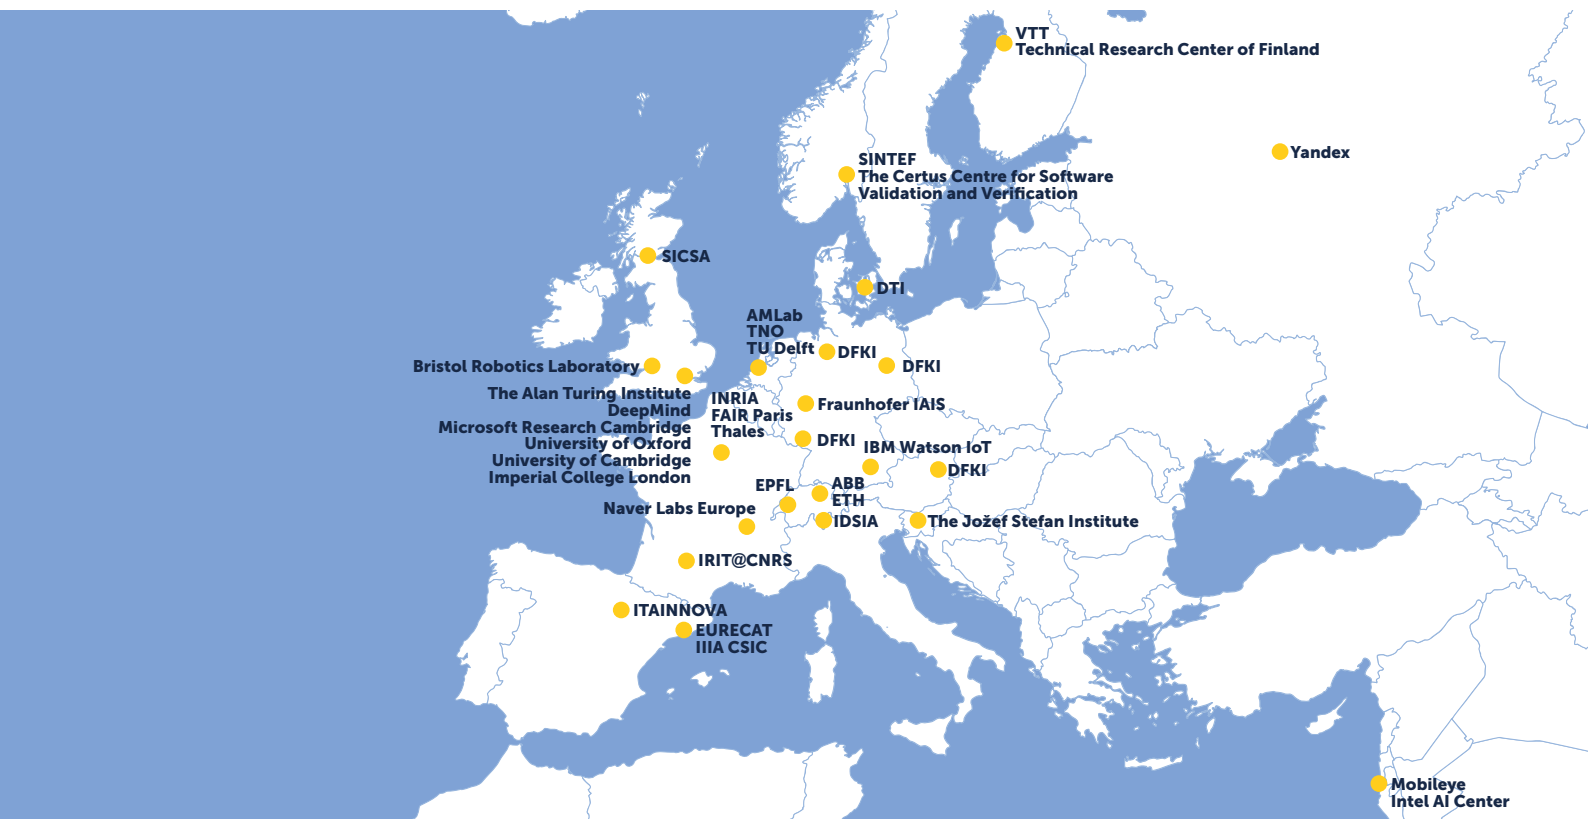 VTT
Technical Research Center of Finland
Yandex
SINTEF
The Certus Centre for Software
Validation and Verification
SICSA
DTI
AMLab
TNO
TU Delft
DFKI
DFKI
Bristol Robotics Laboratory
The Alan Turing Institute
DeepMind
Microsoft Research Cambridge
University of Oxford
University of Cambridge
Imperial College London
INRIA
FAIR Paris
Thales
Fraunhofer IAIS
DFKI
IBM Watson IoT
DFKI
EPFL
ABB
ETH
Naver Labs Europe
IDSIA
The Jožef Stefan Institute
IRIT@CNRS
ITAINNOVA
EURECAT
IIIA CSIC
Mobileye
Intel AI Center